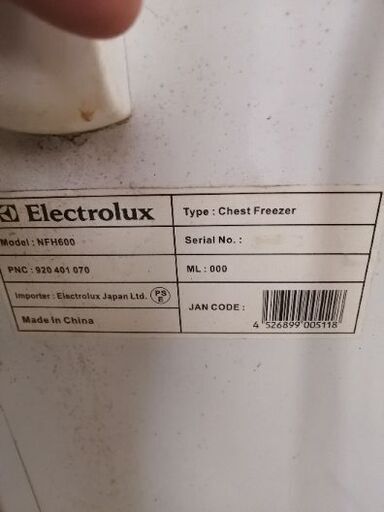 Electrolux
Type : Chest Freezer
Model : NFH600
Serial No. :
PNC : 920 401 070
ML : 000
Importer : Electrolux Japan Ltd. PS E
JAN CODE :
Made in China
4 526899 005118